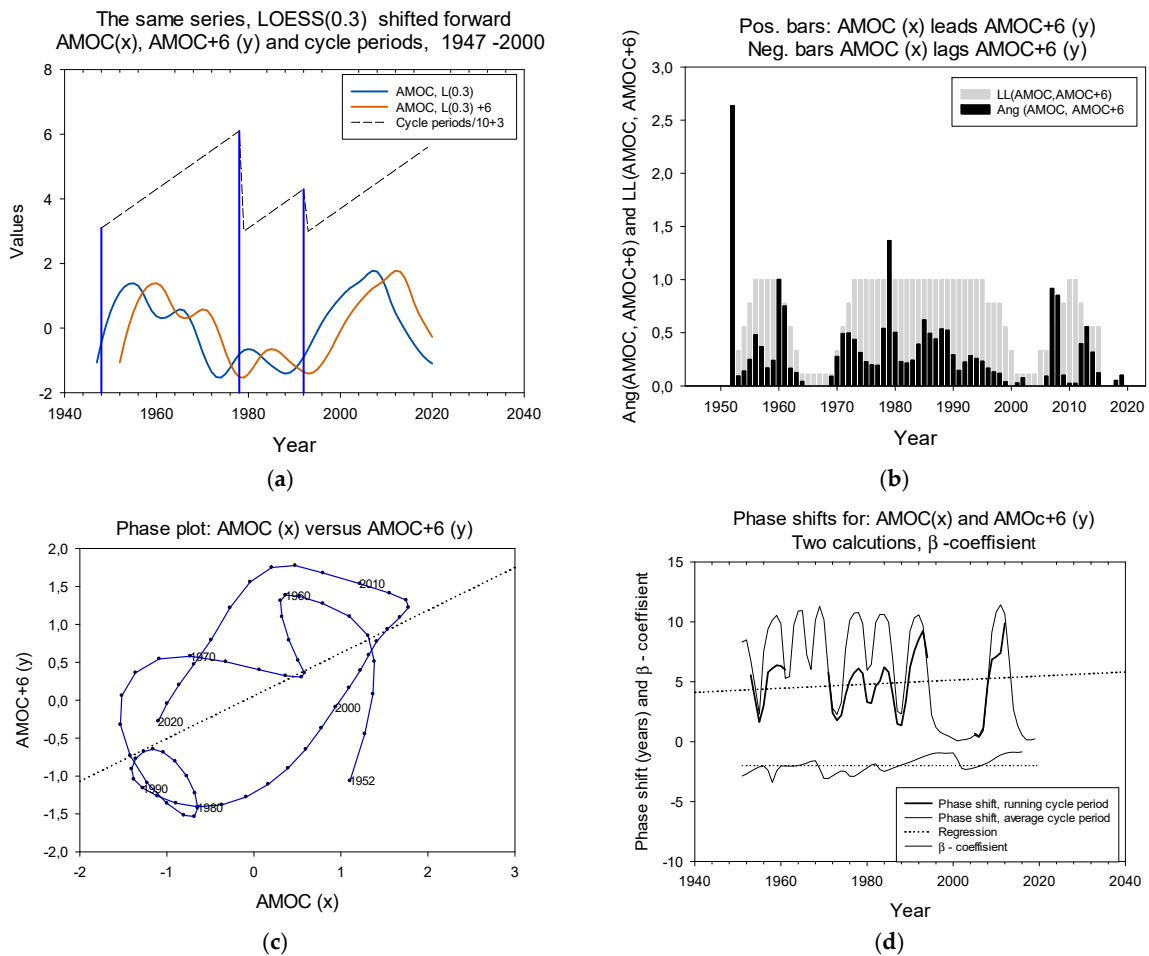 The same series, LOESS(0.3)  shifted forward
AMOC(x), AMOC+6 (y) and cycle periods,  1947 -2000
AMOC, L(0.3)
AMOC, L(0.3) +6
Cycle periods/10+3
8
6
4
2
0
-2
Values
1940
1960
1980
2000
2020
2040
Year
(a)
Pos. bars: AMOC (x) leads AMOC+6 (y)
Neg. bars AMOC (x) lags AMOC+6 (y)
LL(AMOC,AMOC+6)
Ang (AMOC, AMOC+6
3,0
2,5
2,0
1,5
1,0
0,5
0,0
Ang(AMOC, AMOC+6) and LL(AMOC, AMOC+6)
1950
1960
1970
1980
1990
2000
2010
2020
Year
(b)
Phase plot: AMOC (x) versus AMOC+6 (y)
2,0
1,5
1,0
0,5
0,0
-0,5
-1,0
-1,5
-2,0
AMOC+6 (y)
2010
1960
1970
2000
2020
1952
1990
1980
-2
-1
0
1
2
3
AMOC (x)
(c)
Phase shifts for: AMOC(x) and AMOc+6 (y)
Two calcutions, β -coeffisient
15
10
5
0
-5
-10
Phase shift (years) and β - coeffisient
Phase shift, running cycle period
Phase shift, average cycle period
Regression
β - coeffisient
1940
1960
1980
2000
2020
2040
Year
(d)